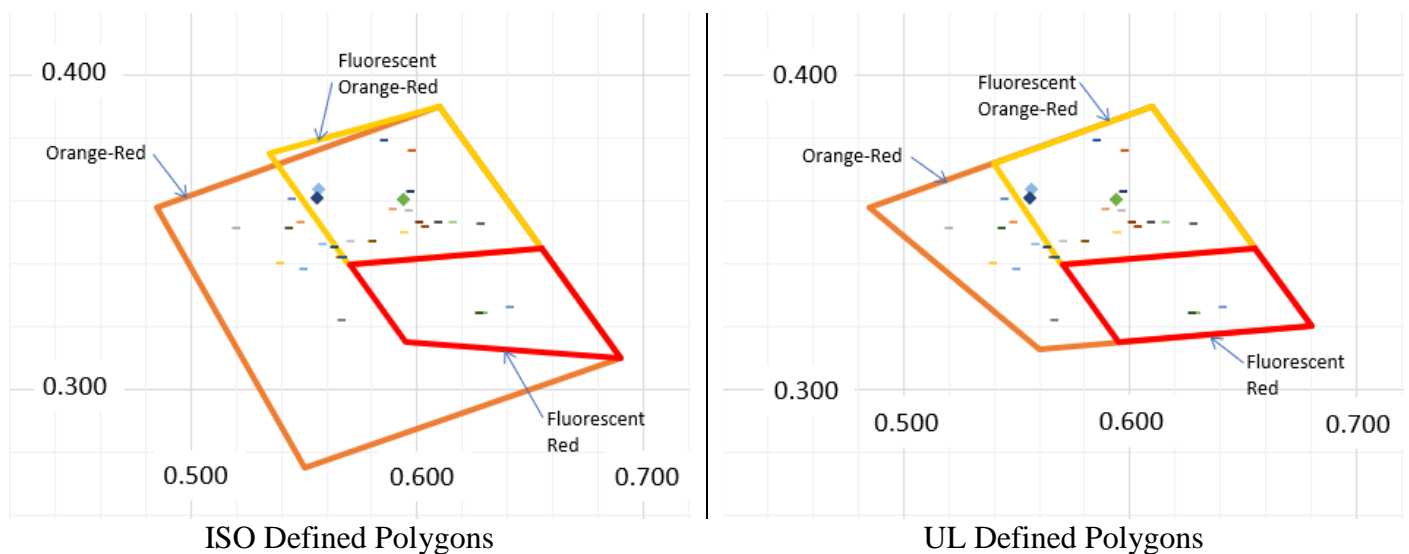 0.400
Fluorescent
Orange-Red
Orange-Red
0.300
Fluorescent
Red
0.500
0.600
0.700
ISO Defined Polygons
0.400
Fluorescent
Orange-Red
Orange-Red
0.300
Fluorescent
Red
0.500
0.600
0.700
UL Defined Polygons